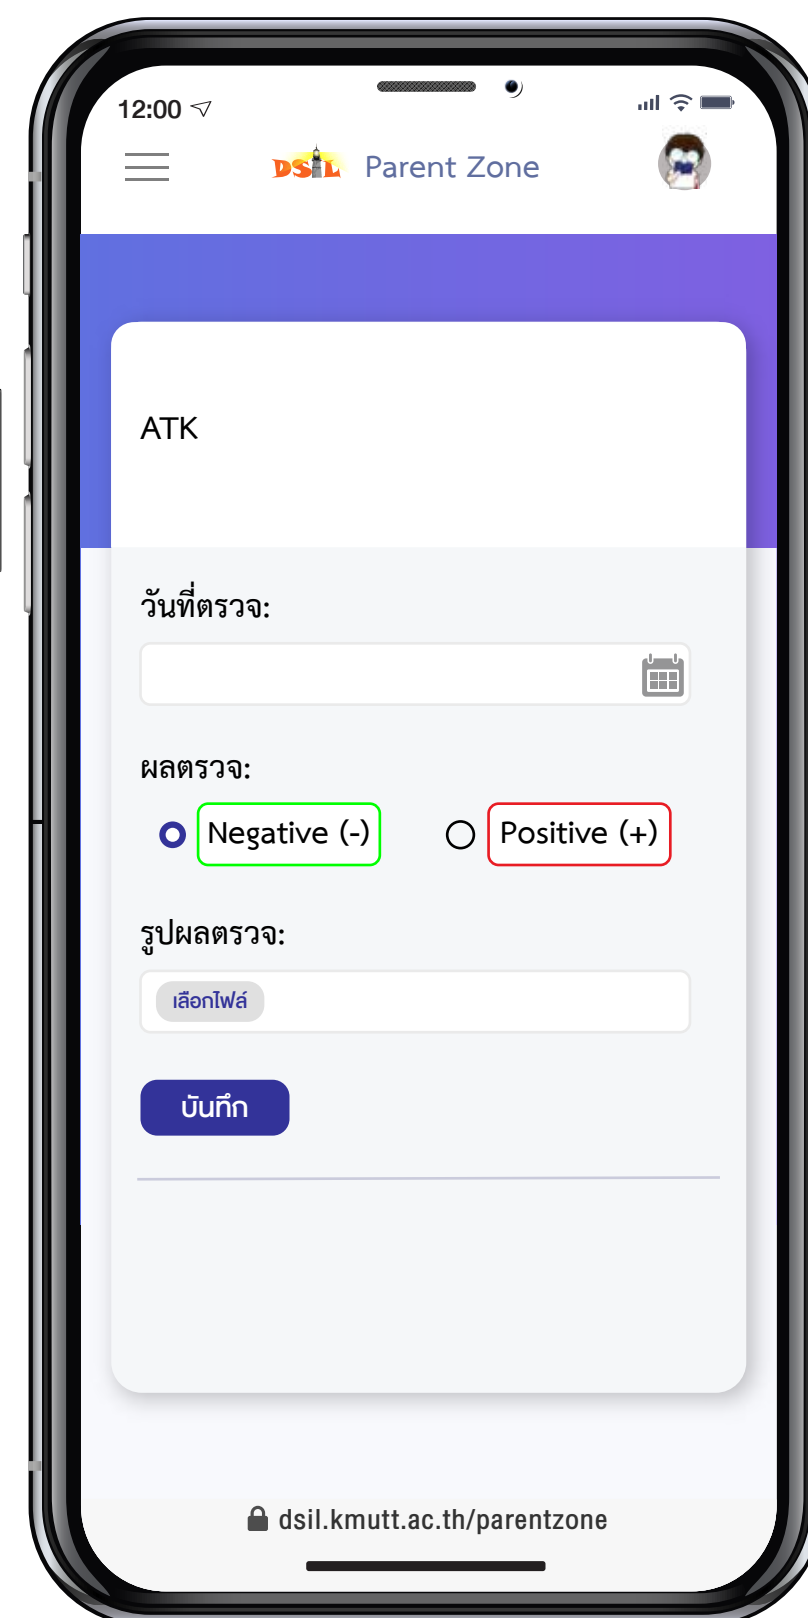 12:00
DSIL Parent Zone
ATK
วันที่ตรวจ:
ผลตรวจ:
Negative (-) Positive (+)
รูปผลตรวจ:
เลือกไฟล์
บันทึก
dsil.kmutt.ac.th/parentzone